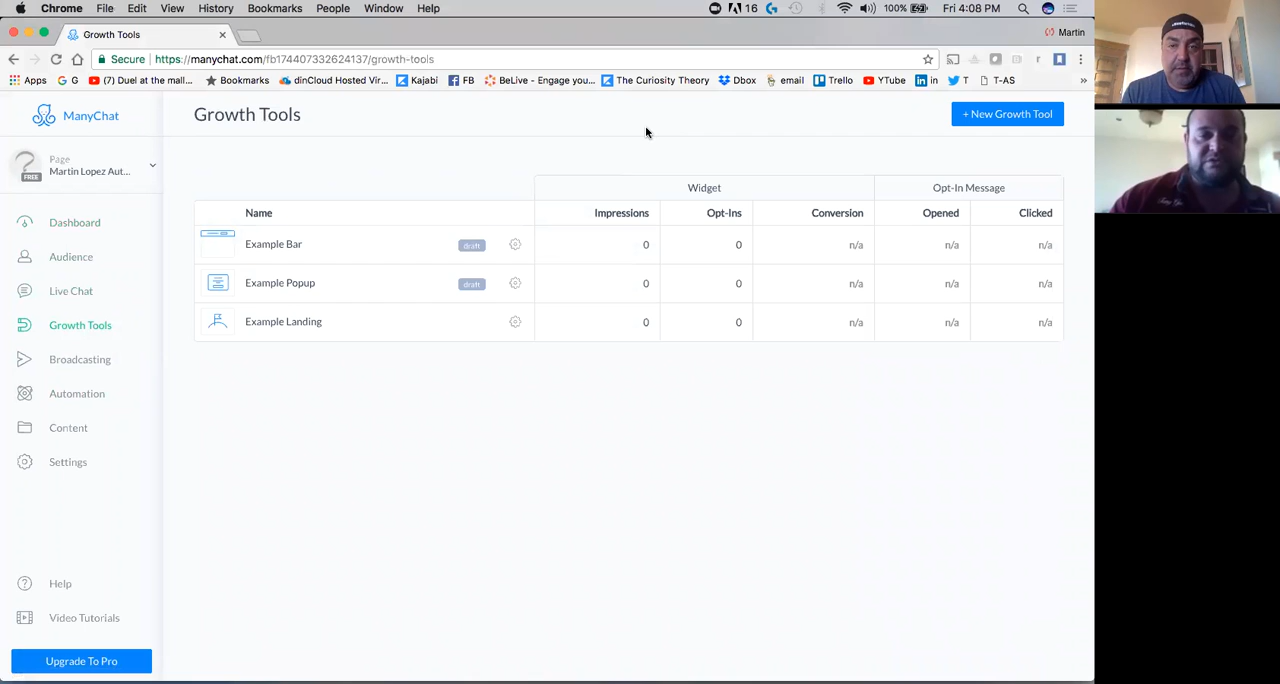 Chrome File Edit View History Bookmarks People Window Help 16 100% Fri 4:08 PM
Growth Tools Martin
Secure https://manychat.com/fb174407332624137/growth-tools
Apps G (7) Duel at the mall... Bookmarks dinCloud Hosted Vir... Kajabi FB BeLive - Engage you... The Curiosity Theory Dbox email Trello YTube in T T-AS »
ManyChat
Growth Tools
+ New Growth Tool
Page
Martin Lopez Aut...
FREE
Dashboard
Audience
Live Chat
Growth Tools
Broadcasting
Automation
Content
Settings
Help
Video Tutorials
Upgrade To Pro
Widget Opt-In Message
Name Impressions Opt-Ins Conversion Opened Clicked
Example Bar draft 0 0 n/a n/a n/a
Example Popup draft 0 0 n/a n/a n/a
Example Landing 0 0 n/a n/a n/a